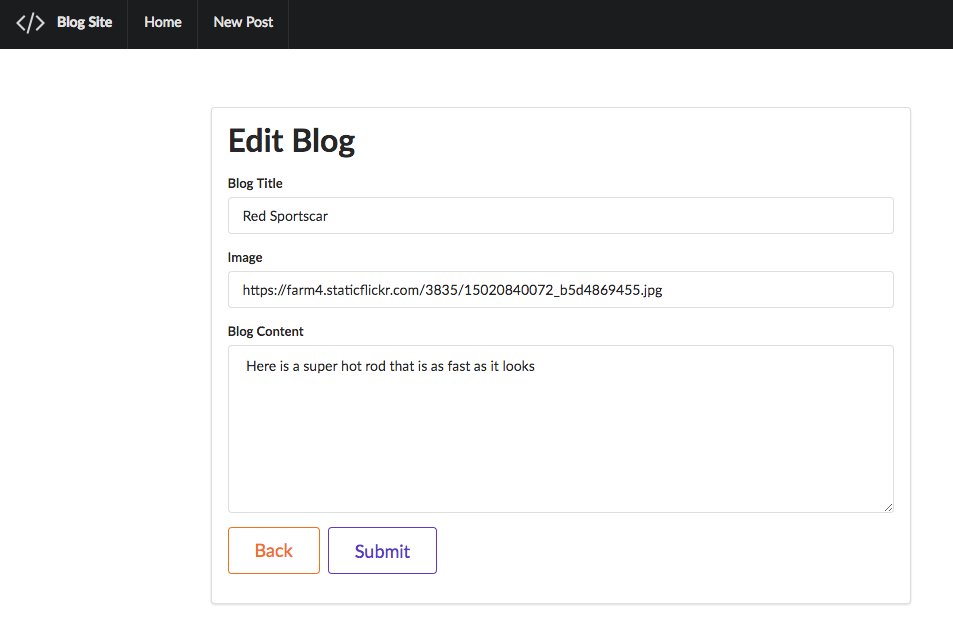 </> Blog Site Home New Post
Edit Blog
Blog Title
Red Sportscar
Image
https://farm4.staticflickr.com/3835/15020840072_b5d4869455.jpg
Blog Content
Here is a super hot rod that is as fast as it looks
Back Submit